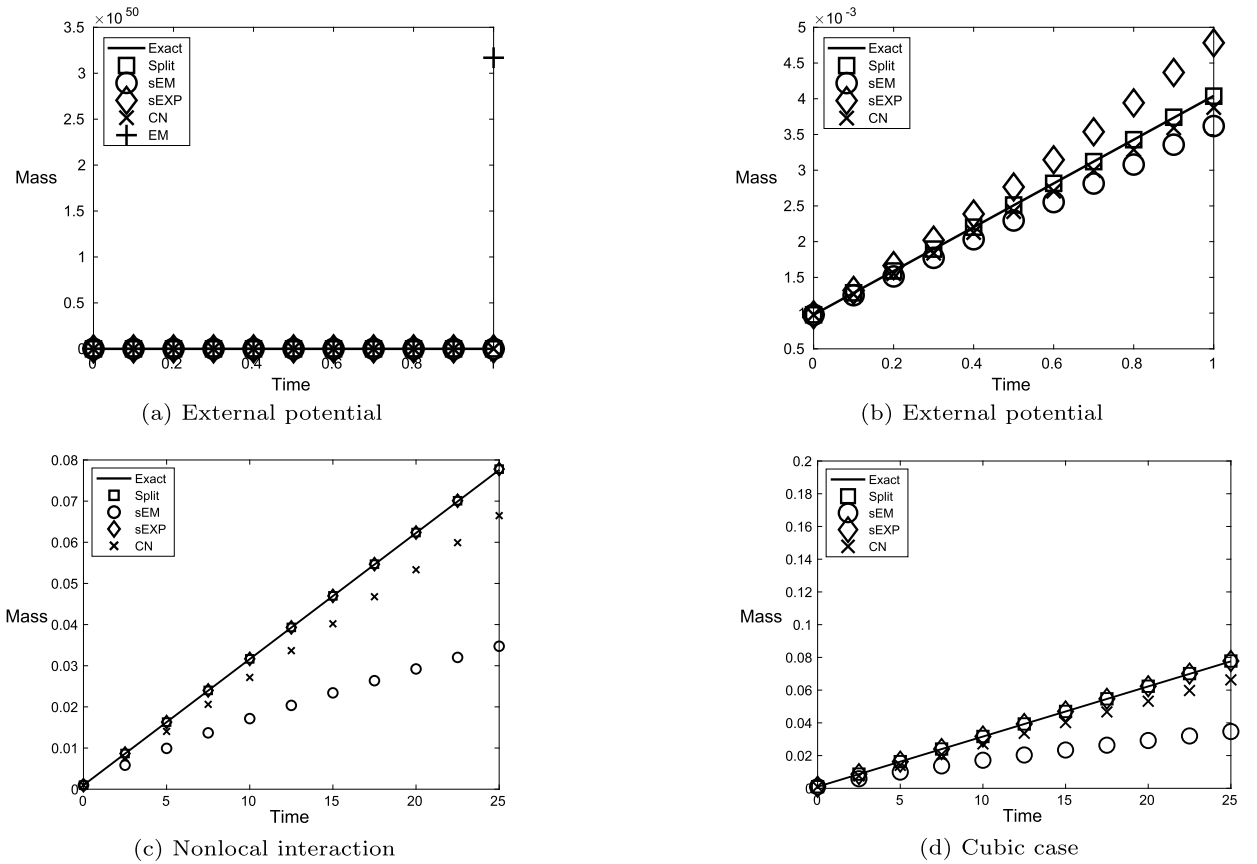 ×10 50
3.5
3
2.5
2
1.5
1
0.5
0
Mass
Exact
Split
sEM
sEXP
CN
EM
0 0.2 0.4 0.6 0.8 1
Time
(a) External potential
×10 -3
5
4.5
4
3.5
3
2.5
2
1.5
1
0.5
Mass
Exact
Split
sEM
sEXP
CN
0 0.2 0.4 0.6 0.8 1
Time
(b) External potential
0.08
0.07
0.06
0.05
0.04
0.03
0.02
0.01
0
Mass
Exact
Split
sEM
sEXP
CN
0 5 10 15 20 25
Time
(c) Nonlocal interaction
0.2
0.18
0.16
0.14
0.12
0.1
0.08
0.06
0.04
0.02
0
Mass
Exact
Split
sEM
sEXP
CN
0 5 10 15 20 25
Time
(d) Cubic case